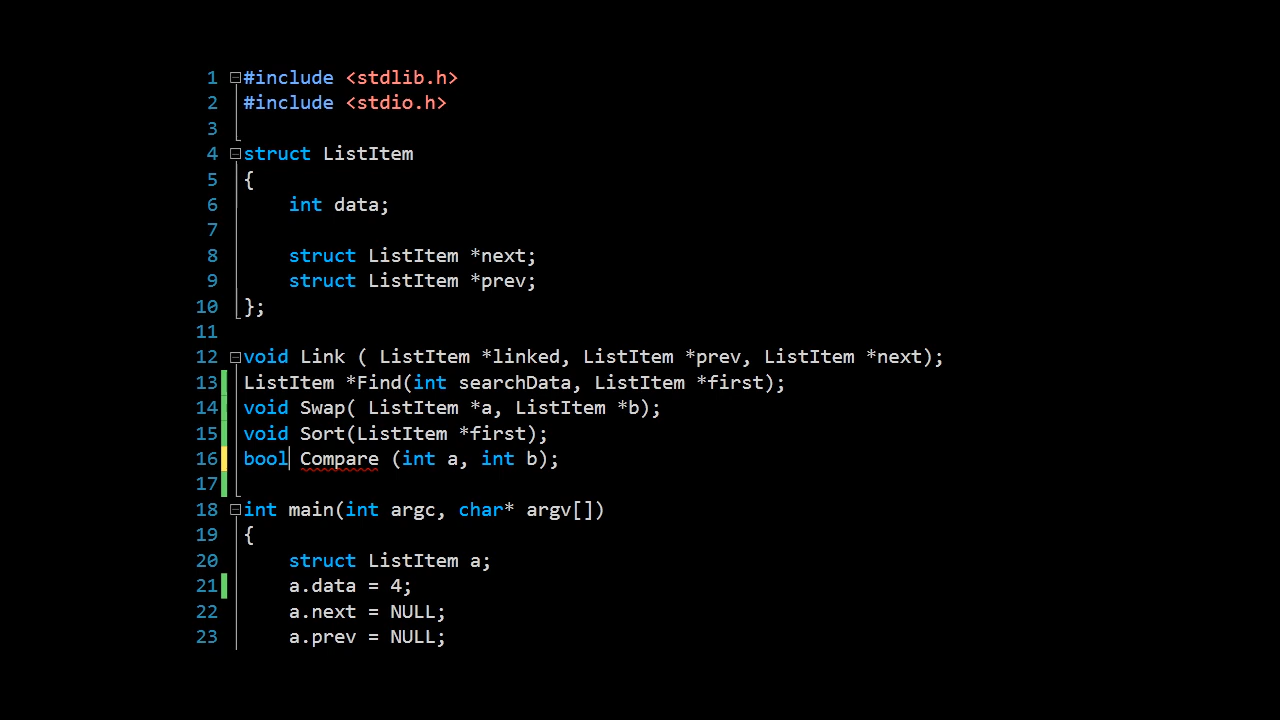 1 #include <stdlib.h>
2 #include <stdio.h>
3
4 struct ListItem
5 {
6 int data;
7
8 struct ListItem *next;
9 struct ListItem *prev;
10 };
11
12 void Link ( ListItem *linked, ListItem *prev, ListItem *next);
13 ListItem *Find(int searchData, ListItem *first);
14 void Swap( ListItem *a, ListItem *b);
15 void Sort(ListItem *first);
16 bool Compare (int a, int b);
17
18 int main(int argc, char* argv[])
19 {
20 struct ListItem a;
21 a.data = 4;
22 a.next = NULL;
23 a.prev = NULL;